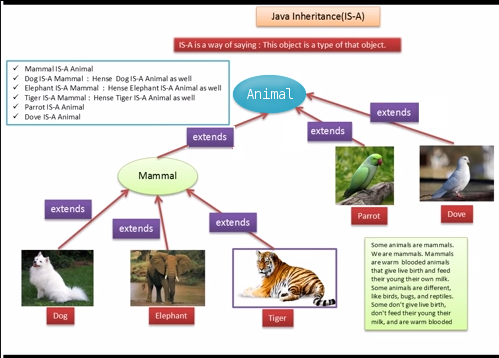 Java Inheritance(IS-A)
IS-A is a way of saying : This object is a type of that object.
Mammal IS-A Animal
Dog IS-A Mammal : Hense Dog IS-A Animal as well
Elephant IS-A Mammal : Hense Elephant IS-A Animal as well
Tiger IS-A Mammal : Hense Tiger IS-A Animal as well
Parrot IS-A Animal
Dove IS-A Animal
Animal
extends
extends
extends
Mammal
Parrot
Dove
extends
extends
extends
Dog
Elephant
Tiger
Some animals are mammals.
We are mammals. Mammals
are warm blooded animals
that give live birth and feed
their young their own milk.
Some animals are different,
like birds, bugs, and reptiles.
Some don't give live birth,
don't feed their young their
milk, and are warm blooded